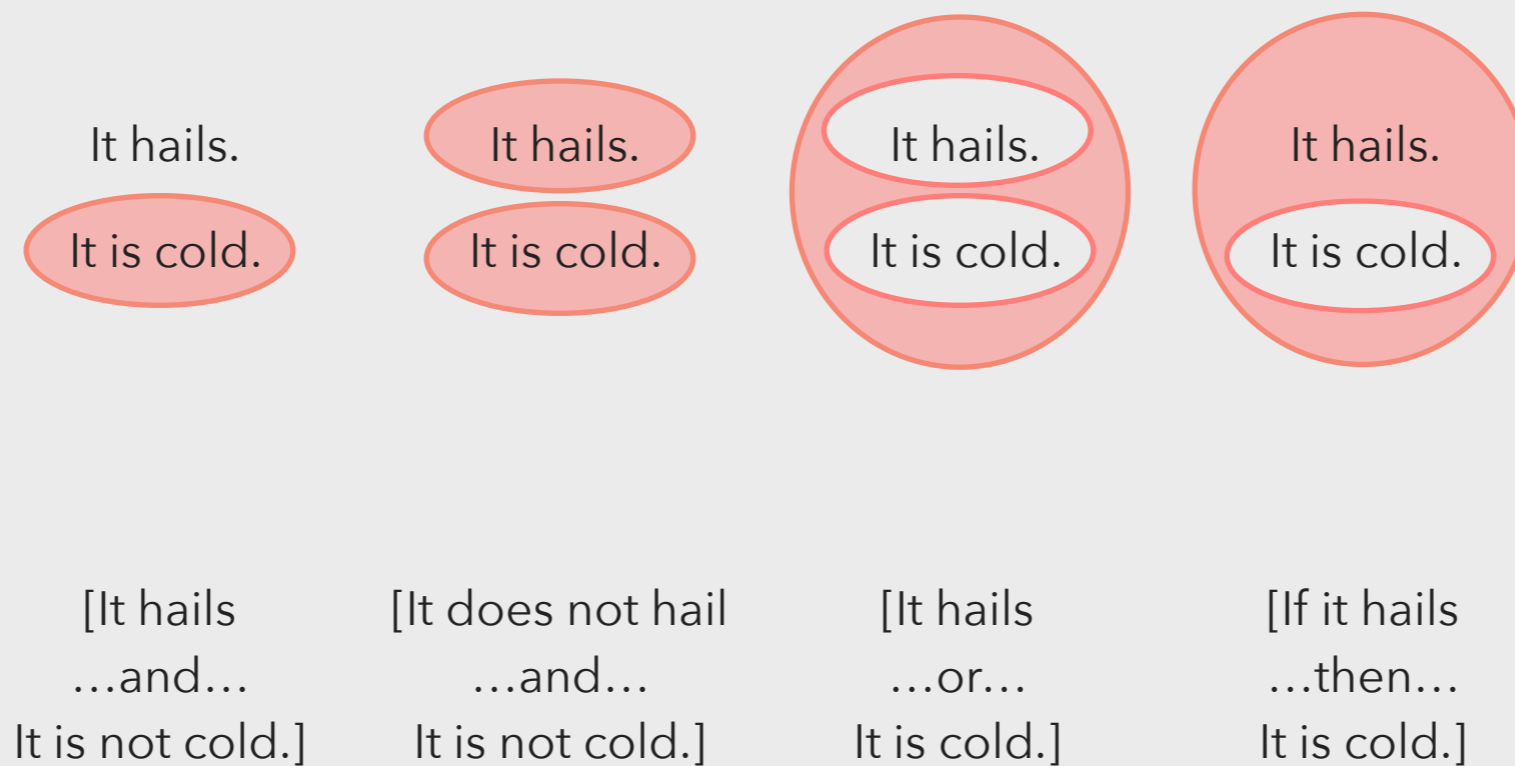 It hails.
It is cold.
It hails.
It is cold.
It hails.
It is cold.
It hails.
It is cold.
[It hails
…and…
It is not cold.]
[It does not hail
…and…
It is not cold.]
[It hails
…or…
It is cold.]
[If it hails
…then…
It is cold.]